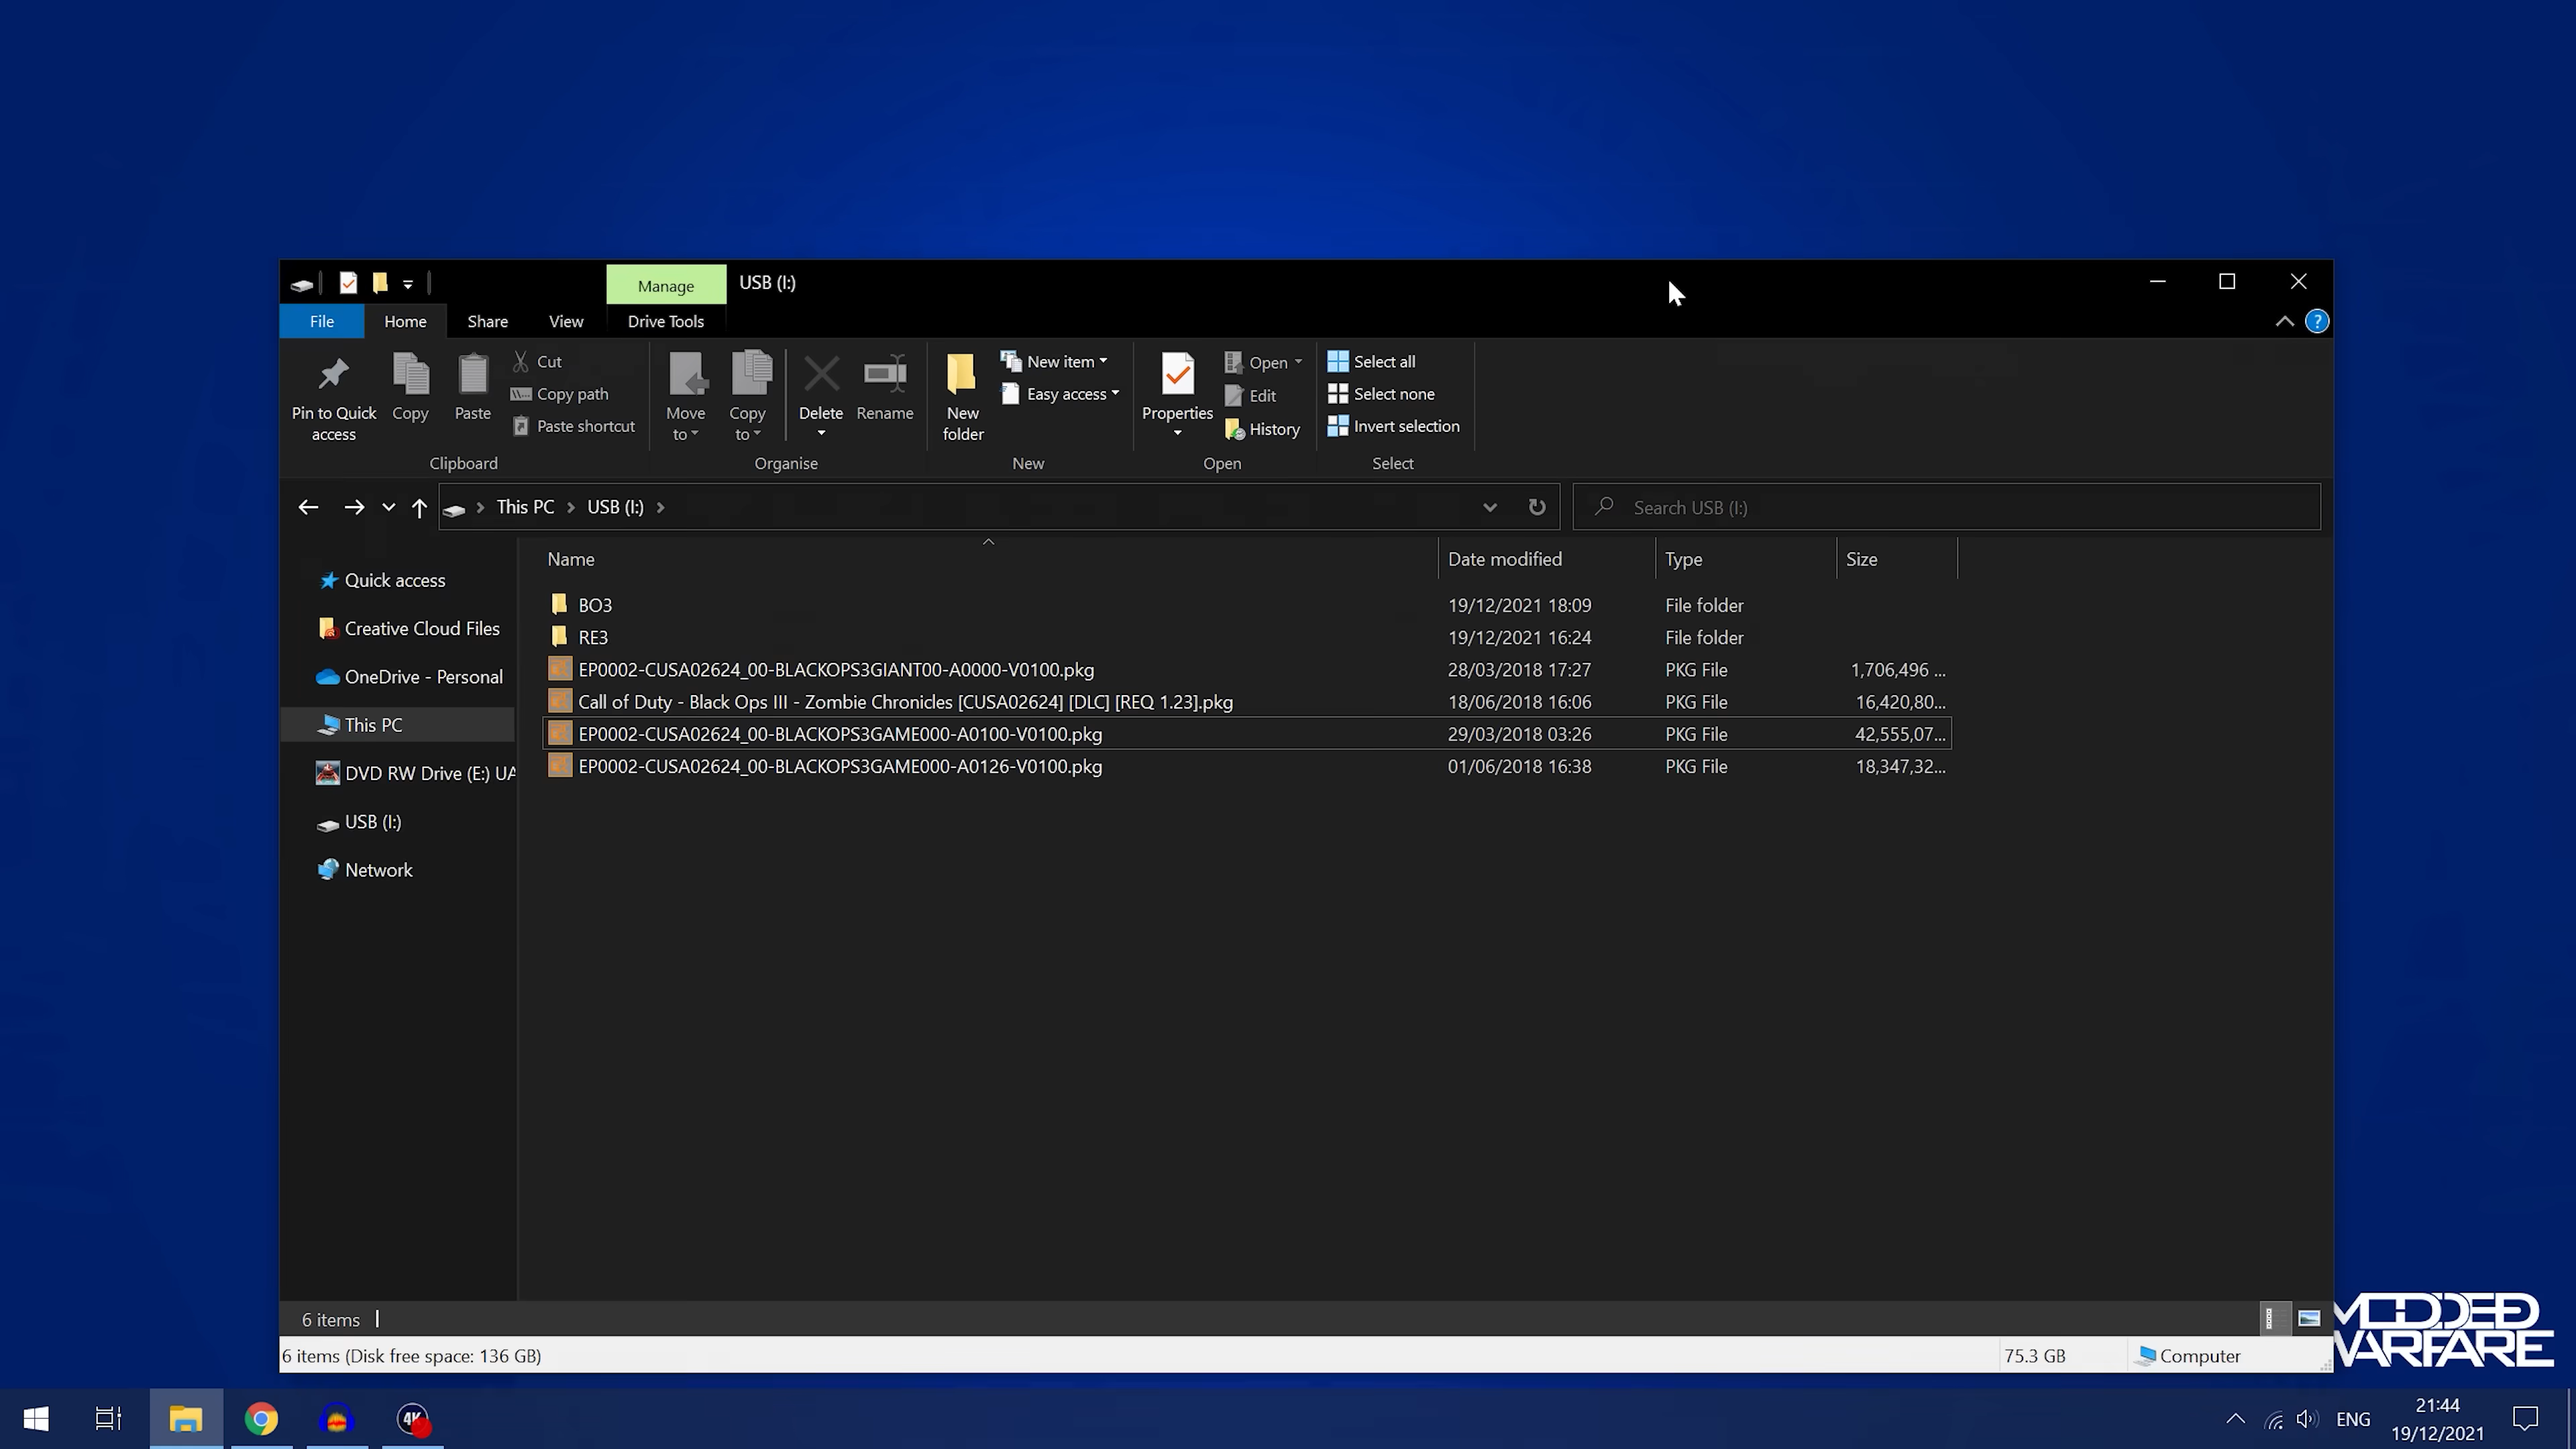 Manage
USB (I:)
File
Home
Share
View
Drive Tools
Pin to Quick
access
Copy
Paste
Cut
Copy path
Paste shortcut
Clipboard
Move
to
Copy
to
Delete
Rename
Organise
New
folder
New item
Easy access
New
Properties
Open
Edit
History
Open
Select all
Select none
Invert selection
Select
This PC
USB (I:)
Search USB (I:)
Quick access
Creative Cloud Files
OneDrive - Personal
This PC
DVD RW Drive (E:) UA
USB (I:)
Network
Name Date modified Type Size
BO3 19/12/2021 18:09 File folder
RE3 19/12/2021 16:24 File folder
EP0002-CUSA02624_00-BLACKOPS3GIANT00-A0000-V0100.pkg 28/03/2018 17:27 PKG File 1,706,496 ...
Call of Duty - Black Ops III - Zombie Chronicles [CUSA02624] [DLC] [REQ 1.23].pkg 18/06/2018 16:06 PKG File 16,420,80...
EP0002-CUSA02624_00-BLACKOPS3GAME000-A0100-V0100.pkg 29/03/2018 03:26 PKG File 42,555,07...
EP0002-CUSA02624_00-BLACKOPS3GAME000-A0126-V0100.pkg 01/06/2018 16:38 PKG File 18,347,32...
6 items
6 items (Disk free space: 136 GB) 75.3 GB Computer
MODDED
WARFARE
4K
ENG
21:44
19/12/2021